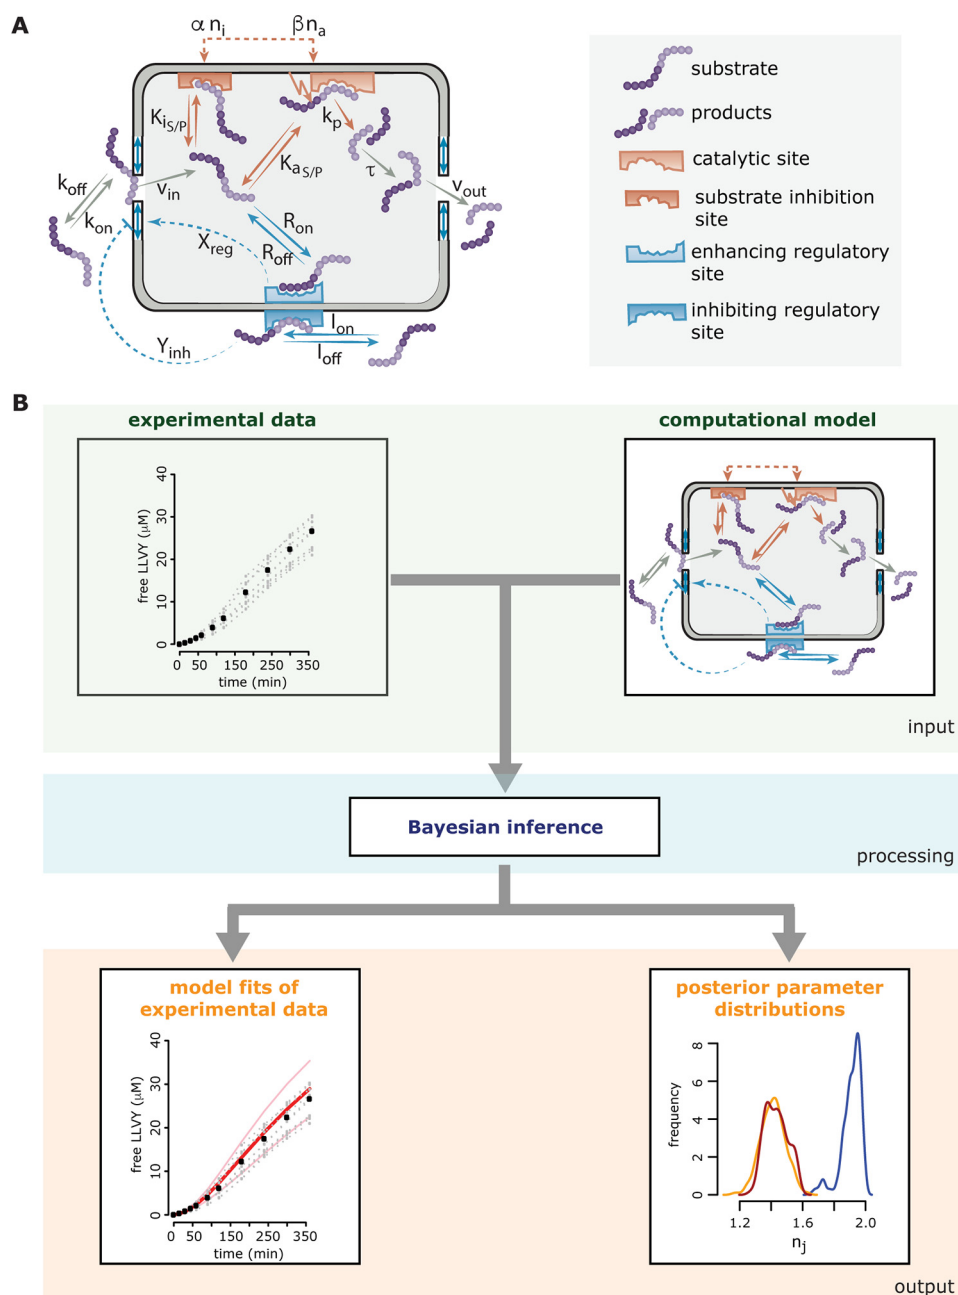 A
α n_i
β n_a
K_iS/P
k_p
K_aS/P
τ
k_off
v_in
v_out
k_on
R_on
X_reg
R_off
I_on
Y_inh
I_off
substrate
products
catalytic site
substrate inhibition
site
enhancing regulatory
site
inhibiting regulatory
site
B
experimental data
computational model
free LLVY (μM)
0
10
20
30
40
0 50 150 250 350
time (min)
input
Bayesian inference
processing
model fits of
experimental data
free LLVY (μM)
0
10
20
30
40
0 50 150 250 350
time (min)
posterior parameter
distributions
frequency
0
2
4
6
8
1.2 1.6 2.0
n_j
output